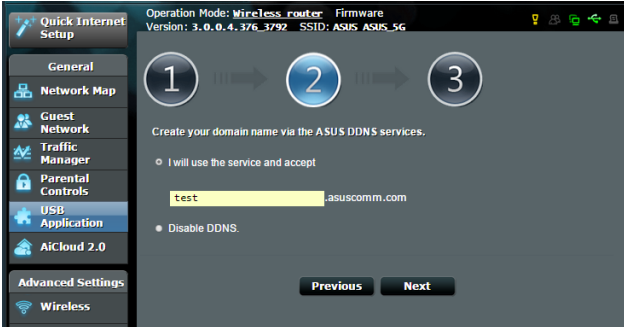 Quick Internet
Setup
Operation Mode: Wireless router Firmware
Version: 3.0.0.4.376_3792 SSID: ASUS ASUS_5G
General
Network Map
Guest
Network
Traffic
Manager
Parental
Controls
USB
Application
AiCloud 2.0
Advanced Settings
Wireless
1
2
3
Create your domain name via the ASUS DDNS services.
I will use the service and accept
test .asuscomm.com
Disable DDNS.
Previous Next